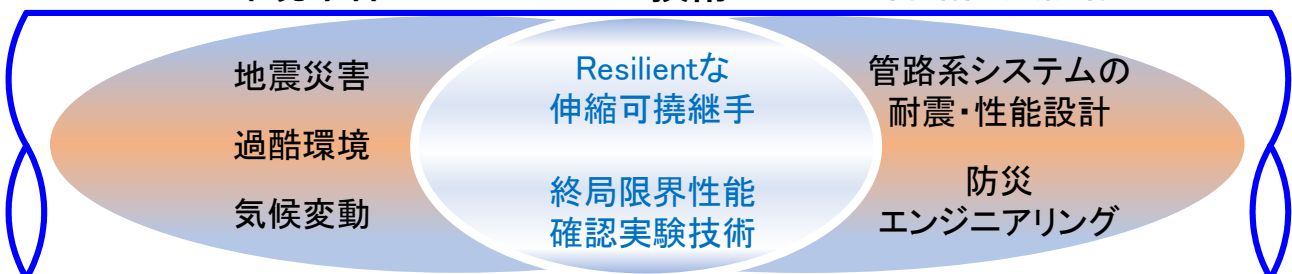 技術
地震災害
過酷環境
気候変動
Resilientな
伸縮可撓継手
終局限界性能
確認実験技術
管路系システムの
耐震・性能設計
防災
エンジニアリング